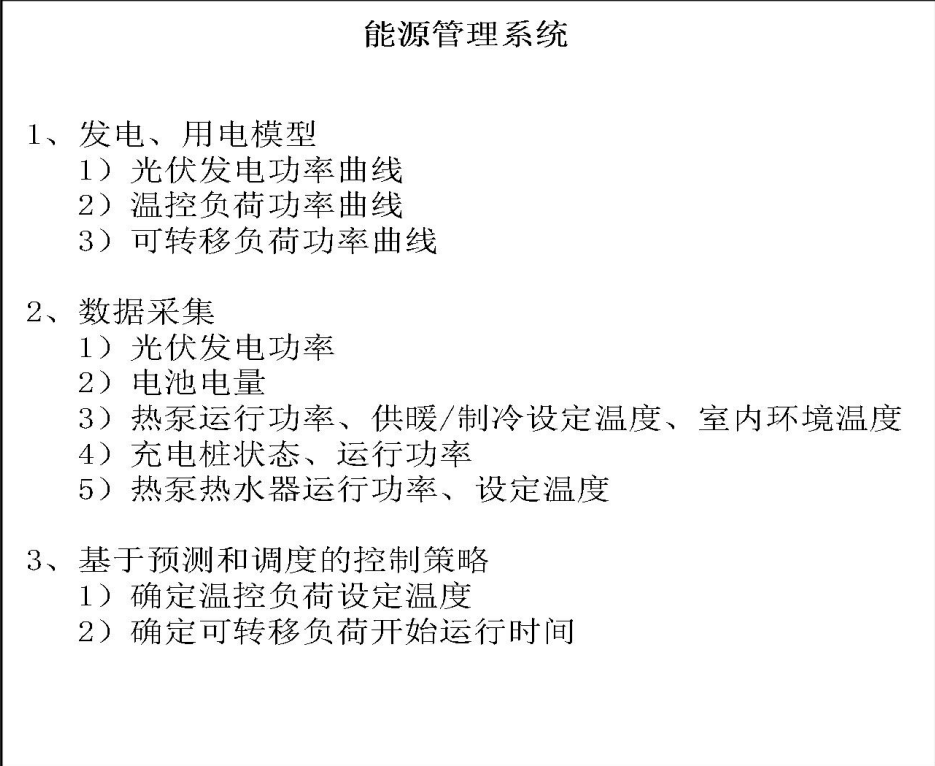 能源管理系统
1、发电、用电模型
1）光伏发电功率曲线
2）温控负荷功率曲线
3）可转移负荷功率曲线
2、数据采集
1）光伏发电功率
2）电池电量
3）热泵运行功率、供暖/制冷设定温度、室内环境温度
4）充电桩状态、运行功率
5）热泵热水器运行功率、设定温度
3、基于预测和调度的控制策略
1）确定温控负荷设定温度
2）确定可转移负荷开始运行时间